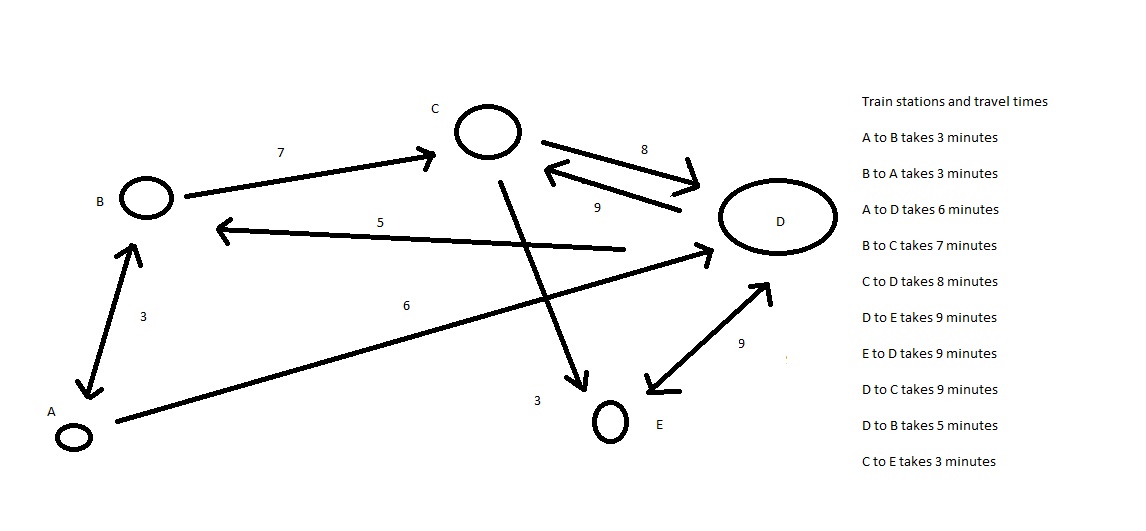 C
7
8
B
9
D
5
6
3
9
A
3
E
Train stations and travel times
A to B takes 3 minutes
B to A takes 3 minutes
A to D takes 6 minutes
B to C takes 7 minutes
C to D takes 8 minutes
D to E takes 9 minutes
E to D takes 9 minutes
D to C takes 9 minutes
D to B takes 5 minutes
C to E takes 3 minutes